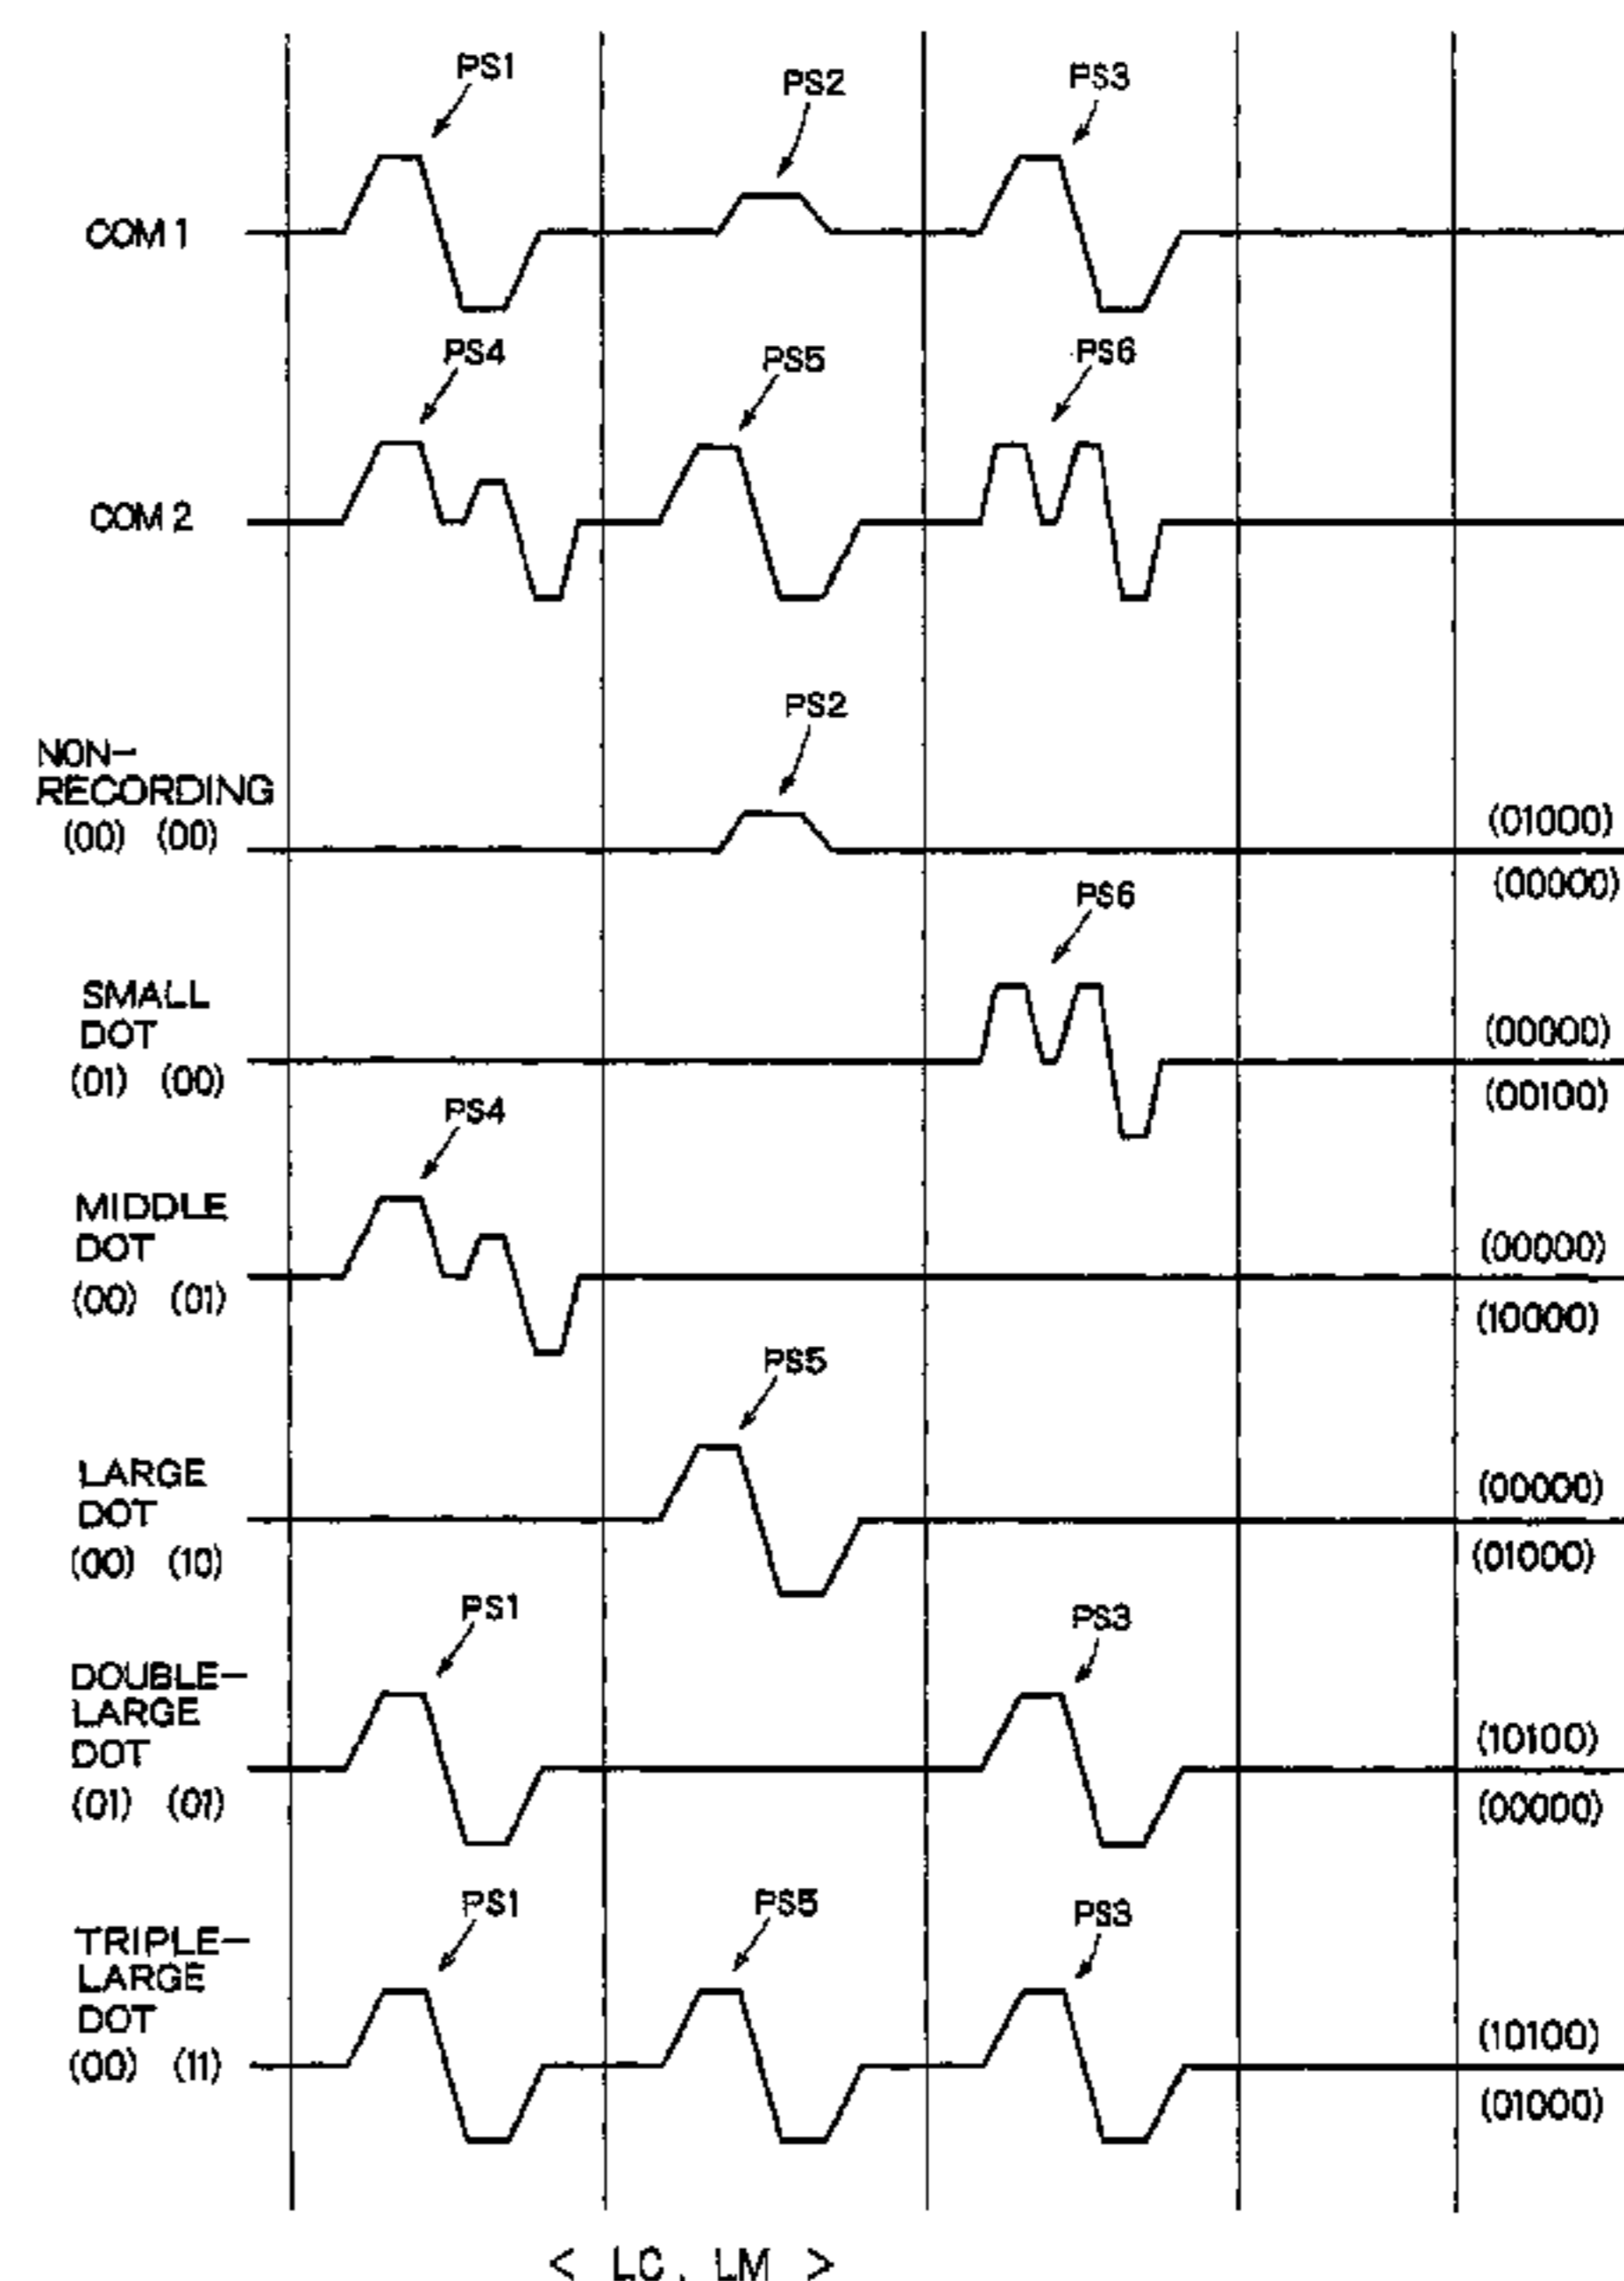 PS1 PS2 PS3
COM 1
PS4 PS5 PS6
COM 2
PS2
NON-
RECORDING
(00) (00) (01000)
(00000)
PS6
SMALL
DOT (00000)
(01) (00) (00100)
PS4
MIDDLE
DOT (00000)
(00) (01) (10000)
PS5
LARGE
DOT (00000)
(00) (10) (01000)
PS1 PS3
DOUBLE-
LARGE
DOT (10100)
(01) (01) (00000)
PS1 PS5 PS3
TRIPLE-
LARGE
DOT (10100)
(00) (11) (01000)
< LC, LM >